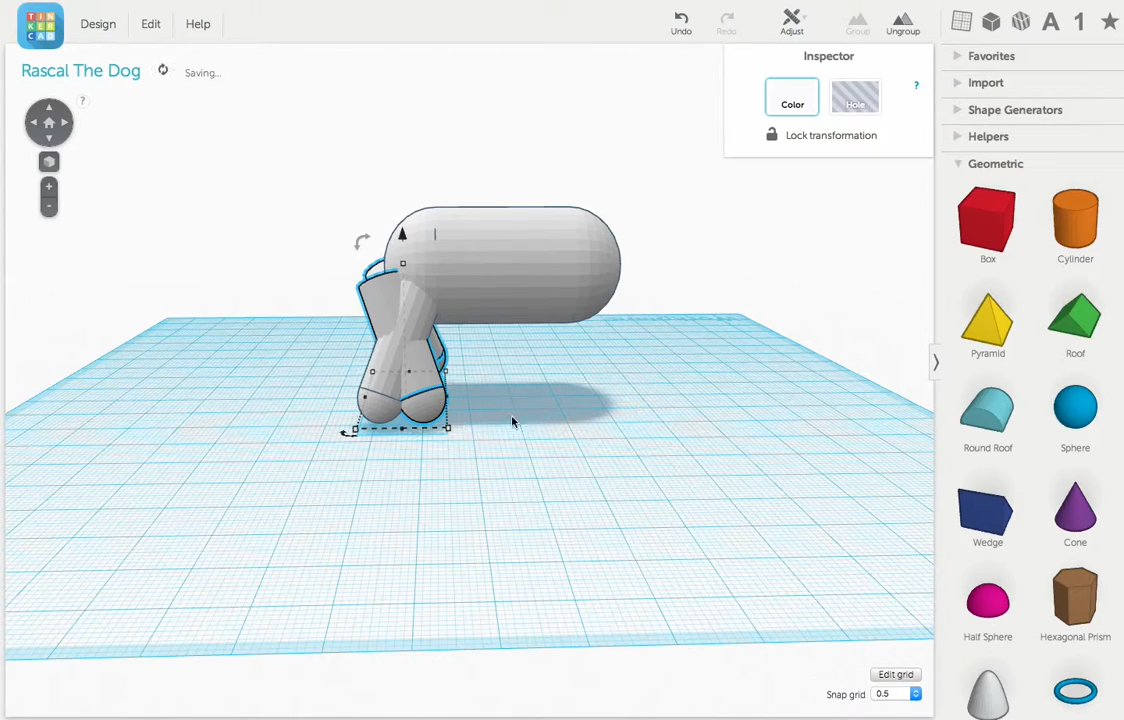 TIN
KER
CAD
Design
Edit
Help
Undo
Redo
Adjust
Group
Ungroup
A 1
Rascal The Dog
Saving...
?
Inspector
Color
Hole
?
Lock transformation
Favorites
Import
Shape Generators
Helpers
Geometric
Box
Cylinder
Pyramid
Roof
Round Roof
Sphere
Wedge
Cone
Half Sphere
Hexagonal Prism
Edit grid
Snap grid
0.5